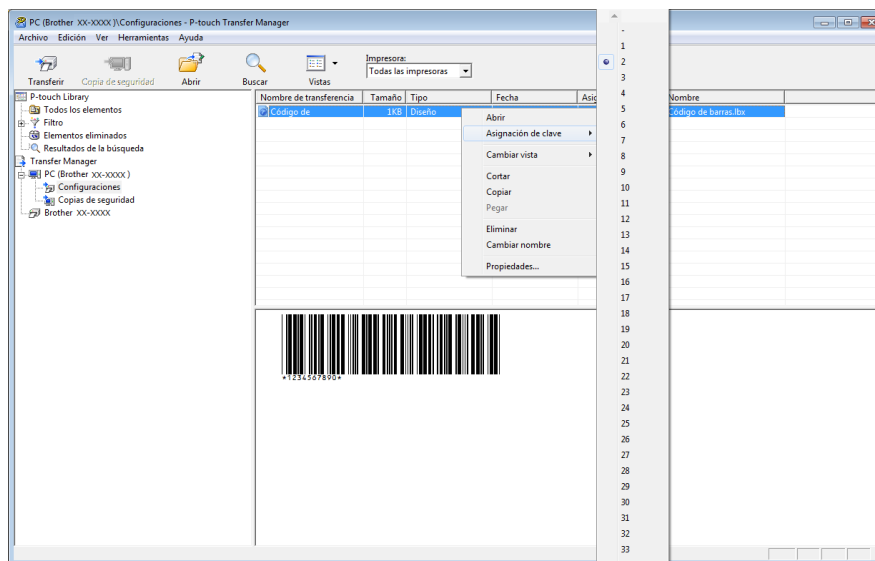 PC (Brother XX-XXXX )\Configuraciones - P-touch Transfer Manager
Archivo Edición Ver Herramientas Ayuda
Transferir Copia de seguridad Abrir Buscar Vistas
Impresora:
Todas las impresoras
P-touch Library
Todos los elementos
Filtro
Elementos eliminados
Resultados de la búsqueda
Transfer Manager
PC (Brother XX-XXXX )
Configuraciones
Copias de seguridad
Brother XX-XXXX
Nombre de transferencia Tamaño Tipo Fecha Nombre
Código de 1KB Diseño Código de barras.lbx
Abrir
Asignación de clave
Cambiar vista
Cortar
Copiar
Pegar
Eliminar
Cambiar nombre
Propiedades...
-
1
2
3
4
5
6
7
8
9
10
11
12
13
14
15
16
17
18
19
20
21
22
23
24
25
26
27
28
29
30
31
32
33
*1234567890*